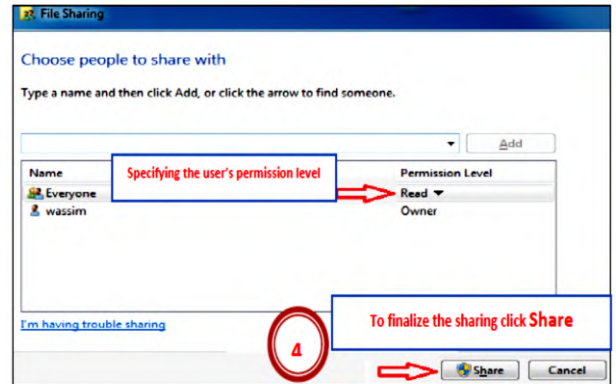 File Sharing
Choose people to share with
Type a name and then click Add, or click the arrow to find someone.
Add
Name
Permission Level
Specifying the user's permission level
Everyone
Read
wassim
Owner
I'm having trouble sharing
To finalize the sharing click Share
4
Share
Cancel